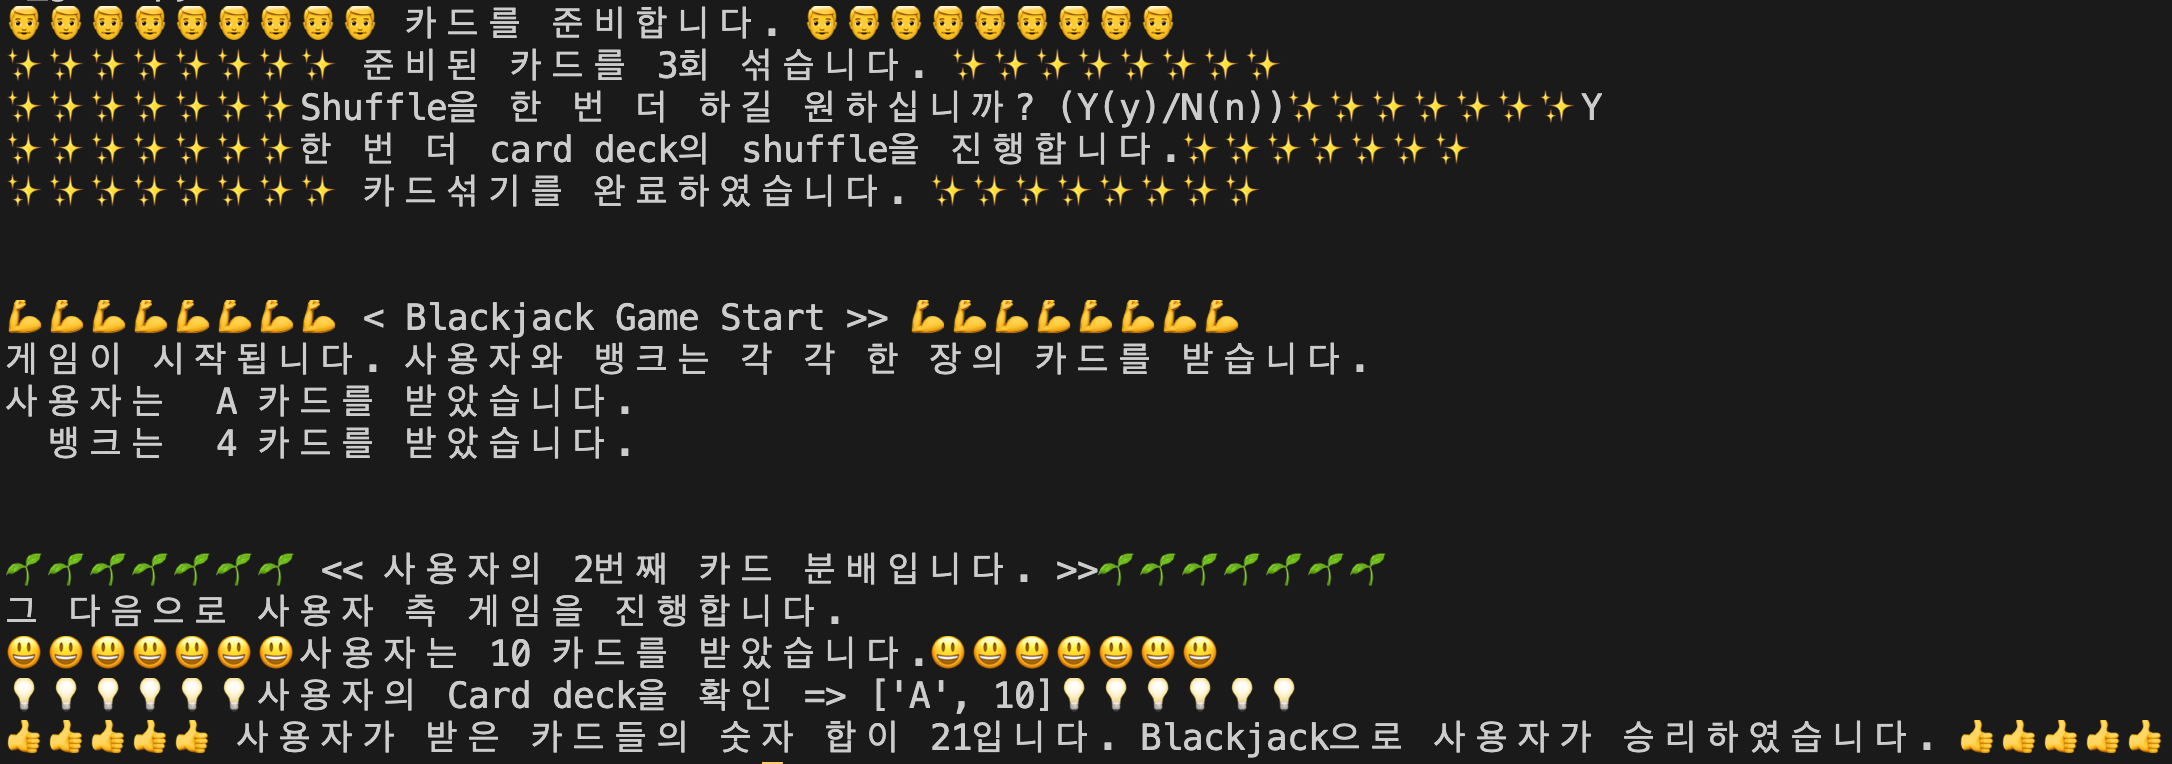 👨👨👨👨👨👨👨👨👨 카드를 준비합니다. 👨👨👨👨👨👨👨👨👨
✨✨✨✨✨✨✨✨ 준비된 카드를 3회 섞습니다. ✨✨✨✨✨✨✨✨
✨✨✨✨✨✨✨Shuffle을 한 번 더 하길 원하십니까? (Y(y)/N(n))✨✨✨✨✨✨✨Y
✨✨✨✨✨✨✨한 번 더 card deck의 shuffle을 진행합니다.✨✨✨✨✨✨✨
✨✨✨✨✨✨✨✨ 카드섞기를 완료하였습니다. ✨✨✨✨✨✨✨✨
💪💪💪💪💪💪💪💪 < Blackjack Game Start >> 💪💪💪💪💪💪💪💪
게임이 시작됩니다. 사용자와 뱅크는 각 각 한 장의 카드를 받습니다.
사용자는  A 카드를 받았습니다.
  뱅크는  4 카드를 받았습니다.
🌱🌱🌱🌱🌱🌱🌱 << 사용자의 2번째 카드 분배입니다. >>🌱🌱🌱🌱🌱🌱🌱
그 다음으로 사용자 측 게임을 진행합니다.
😃😃😃😃😃😃😃사용자는 10 카드를 받았습니다.😃😃😃😃😃😃😃
💡💡💡💡💡💡사용자의 Card deck을 확인 => ['A', 10]💡💡💡💡💡💡
👍👍👍👍👍 사용자가 받은 카드들의 숫자 합이 21입니다. Blackjack으로 사용자가 승리하였습니다. 👍👍👍👍👍